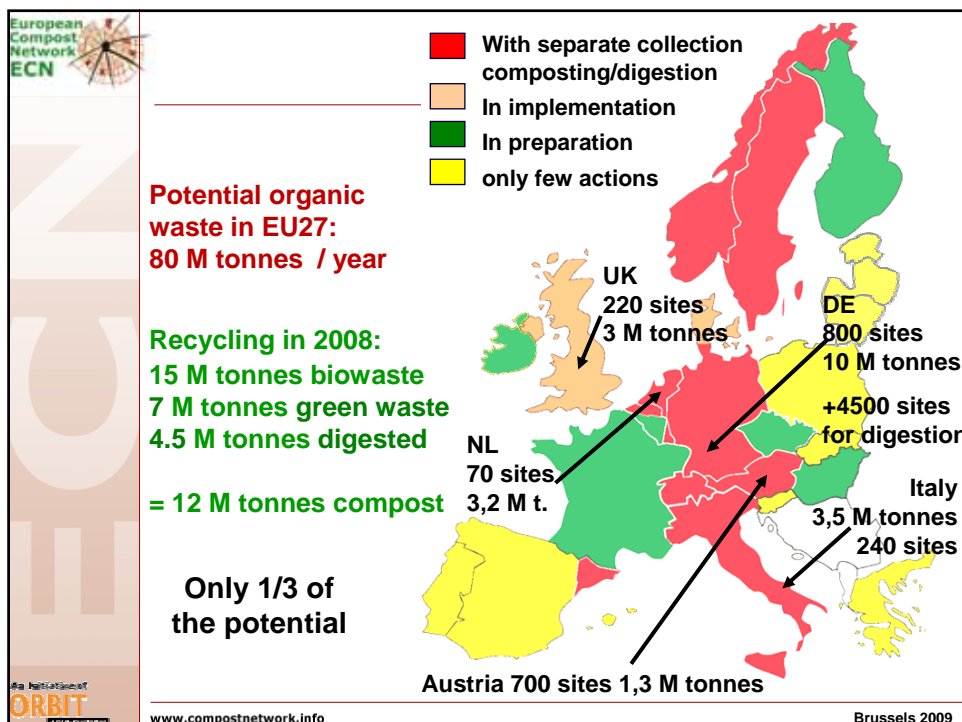 European
Compost
Network
ECN
With separate collection
composting/digestion
In implementation
In preparation
only few actions
Potential organic
waste in EU27:
80 M tonnes / year
Recycling in 2008:
15 M tonnes biowaste
7 M tonnes green waste
4.5 M tonnes digested
= 12 M tonnes compost
Only 1/3 of
the potential
UK
220 sites
3 M tonnes
DE
800 sites
10 M tonnes
+4500 sites
for digestion
NL
70 sites
3,2 M t.
Italy
3,5 M tonnes
240 sites
Austria 700 sites 1,3 M tonnes
ECN
An initiative of
ORBIT
www.compostnetwork.info
Brussels 2009